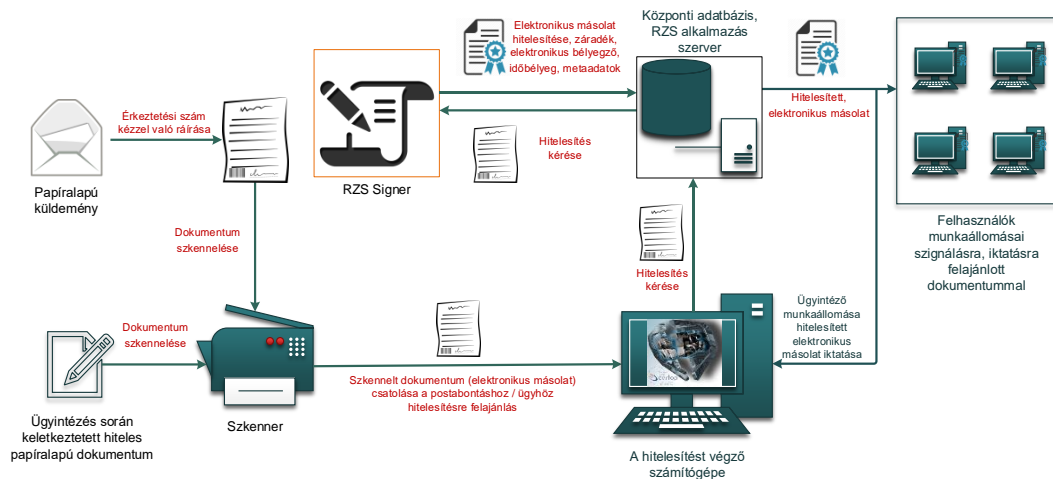 Elektronikus másolat
hitelesítése, záradék,
elektronikus bélyegző,
időbélyeg, metaadatok
Központi adatbázis,
RZS alkalmazás
szerver
Érkeztetési szám
kézzel való ráírása
Hitelesítés
kérése
Hitelesített,
elektronikus másolat
Papíralapú
küldemény
RZS Signer
Felhasználók
munkaállomásai
szignálásra, iktatásra
felajánlott
dokumentummal
Dokumentum
szkennelése
Hitelesítés
kérése
Ügyintéző
munkaállomása
hitelesített
elektronikus
másolat iktatása
Dokumentum
szkennelése
Szkennelt dokumentum (elektronikus másolat)
csatolása a postabontáshoz / ügyhöz
hitelesítésre felajánlás
Ügyintézés során
keletkeztetett hiteles
papíralapú dokumentum
Szkenner
A hitelesítést végző
számítógépe